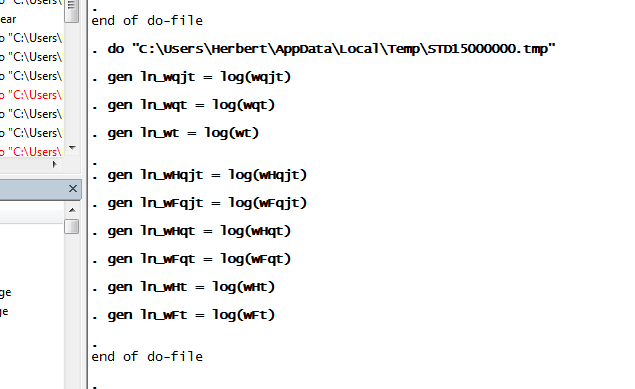 ear
o "C:\Users\
o "C:\Users\
o "C:\Users\
o "C:\Users\
o "C:\Users\
o "C:\Users\
o "C:\Users\
ge
e
.
end of do-file
. do "C:\Users\Herbert\AppData\Local\Temp\STD15000000.tmp"
. gen ln_wqjt = log(wqjt)
. gen ln_wqt = log(wqt)
. gen ln_wt = log(wt)
.
. gen ln_wHqjt = log(wHqjt)
. gen ln_wFqjt = log(wFqjt)
. gen ln_wHqt = log(wHqt)
. gen ln_wFqt = log(wFqt)
. gen ln_wHt = log(wHt)
. gen ln_wFt = log(wFt)
.
end of do-file
.